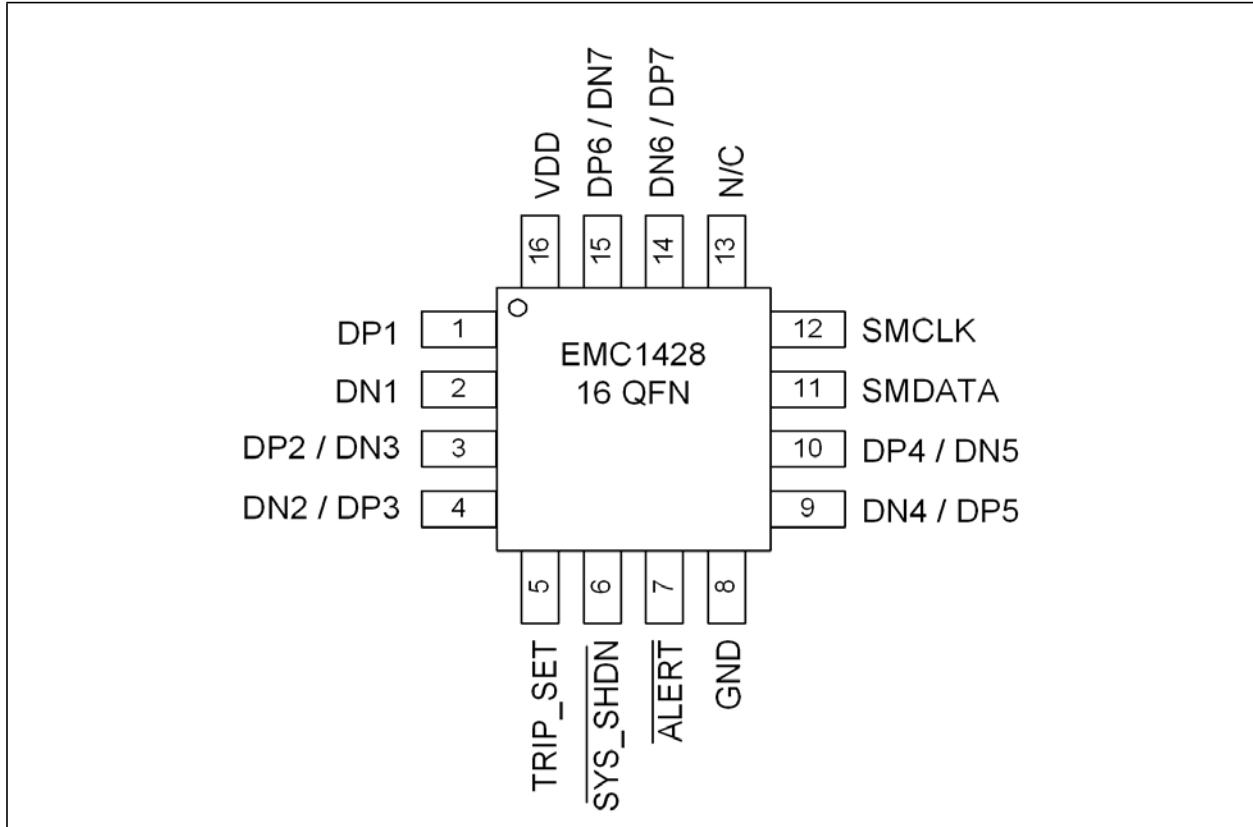 VDD
DP6 / DN7
DN6 / DP7
N/C
16
15
14
13
DP1
1
DN1
2
DP2 / DN3
3
DN2 / DP3
4
EMC1428
16 QFN
12
SMCLK
11
SMDATA
10
DP4 / DN5
9
DN4 / DP5
5
6
7
8
TRIP_SET
SYS_SHDN
ALERT
GND